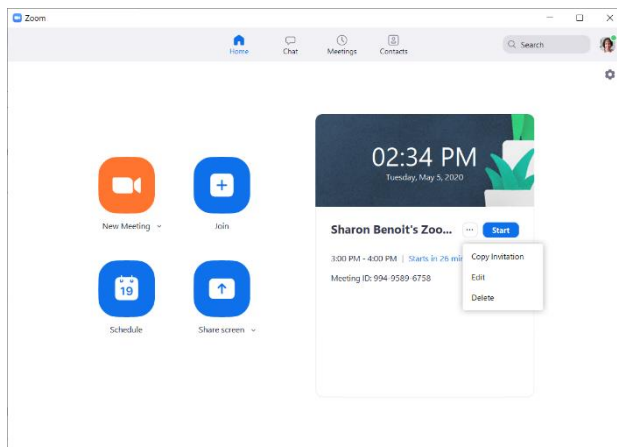 Zoom
Home
Chat
Meetings
Contacts
Search
02:34 PM
Tuesday, May 5, 2020
New Meeting
Join
19
Schedule
Share screen
Sharon Benoit's Zoo... ... Start
3:00 PM - 4:00 PM | Starts in 26 min
Meeting ID: 994-9589-6758
Copy Invitation
Edit
Delete